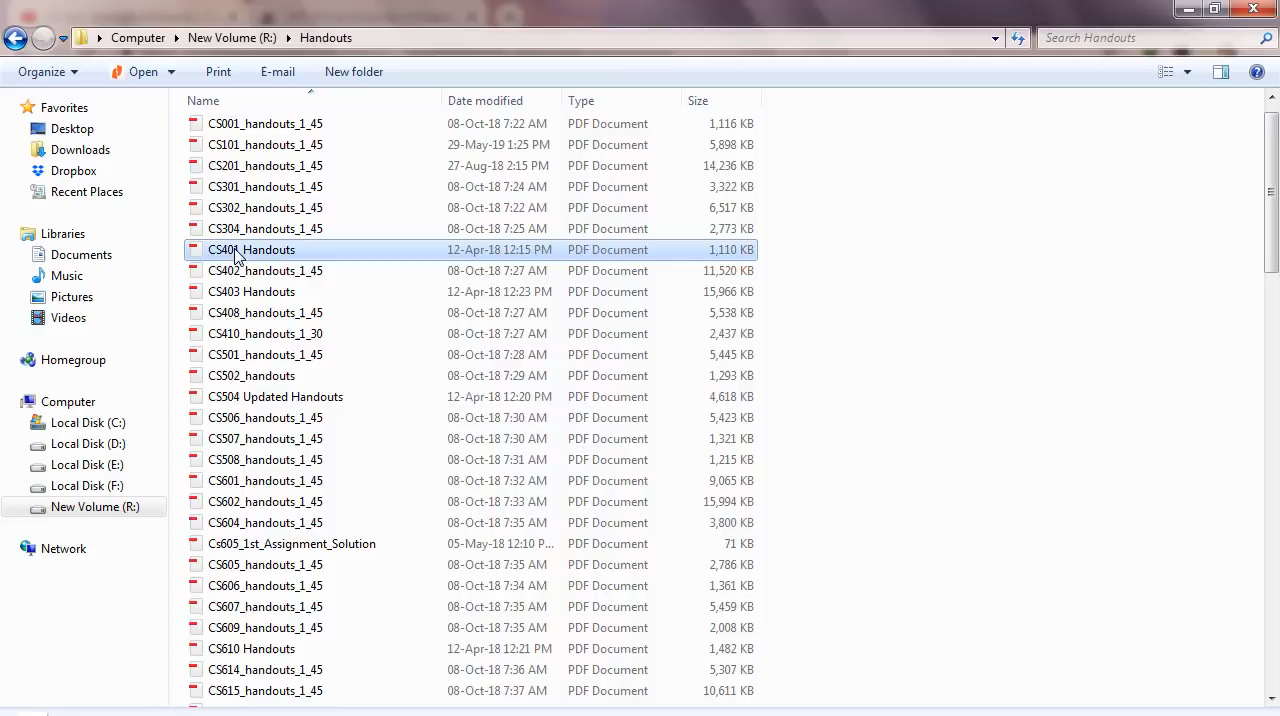 Computer New Volume (R:) Handouts Search Handouts
Organize Open Print E-mail New folder
Favorites
Desktop
Downloads
Dropbox
Recent Places
Libraries
Documents
Music
Pictures
Videos
Homegroup
Computer
Local Disk (C:)
Local Disk (D:)
Local Disk (E:)
Local Disk (F:)
New Volume (R:)
Network
Name Date modified Type Size
CS001_handouts_1_45 08-Oct-18 7:22 AM PDF Document 1,116 KB
CS101_handouts_1_45 29-May-19 1:25 PM PDF Document 5,898 KB
CS201_handouts_1_45 27-Aug-18 2:15 PM PDF Document 14,236 KB
CS301_handouts_1_45 08-Oct-18 7:24 AM PDF Document 3,322 KB
CS302_handouts_1_45 08-Oct-18 7:22 AM PDF Document 6,517 KB
CS304_handouts_1_45 08-Oct-18 7:25 AM PDF Document 2,773 KB
CS401 Handouts 12-Apr-18 12:15 PM PDF Document 1,110 KB
CS402_handouts_1_45 08-Oct-18 7:27 AM PDF Document 11,520 KB
CS403 Handouts 12-Apr-18 12:23 PM PDF Document 15,966 KB
CS408_handouts_1_45 08-Oct-18 7:27 AM PDF Document 5,538 KB
CS410_handouts_1_30 08-Oct-18 7:27 AM PDF Document 2,437 KB
CS501_handouts_1_45 08-Oct-18 7:28 AM PDF Document 5,445 KB
CS502_handouts 08-Oct-18 7:29 AM PDF Document 1,293 KB
CS504 Updated Handouts 12-Apr-18 12:20 PM PDF Document 4,618 KB
CS506_handouts_1_45 08-Oct-18 7:30 AM PDF Document 5,423 KB
CS507_handouts_1_45 08-Oct-18 7:30 AM PDF Document 1,321 KB
CS508_handouts_1_45 08-Oct-18 7:31 AM PDF Document 1,215 KB
CS601_handouts_1_45 08-Oct-18 7:32 AM PDF Document 9,065 KB
CS602_handouts_1_45 08-Oct-18 7:33 AM PDF Document 15,994 KB
CS604_handouts_1_45 08-Oct-18 7:35 AM PDF Document 3,800 KB
Cs605_1st_Assignment_Solution 05-May-18 12:10 P... PDF Document 71 KB
CS605_handouts_1_45 08-Oct-18 7:35 AM PDF Document 2,786 KB
CS606_handouts_1_45 08-Oct-18 7:34 AM PDF Document 1,361 KB
CS607_handouts_1_45 08-Oct-18 7:35 AM PDF Document 5,459 KB
CS609_handouts_1_45 08-Oct-18 7:35 AM PDF Document 2,008 KB
CS610 Handouts 12-Apr-18 12:21 PM PDF Document 1,482 KB
CS614_handouts_1_45 08-Oct-18 7:36 AM PDF Document 5,307 KB
CS615_handouts_1_45 08-Oct-18 7:37 AM PDF Document 10,611 KB